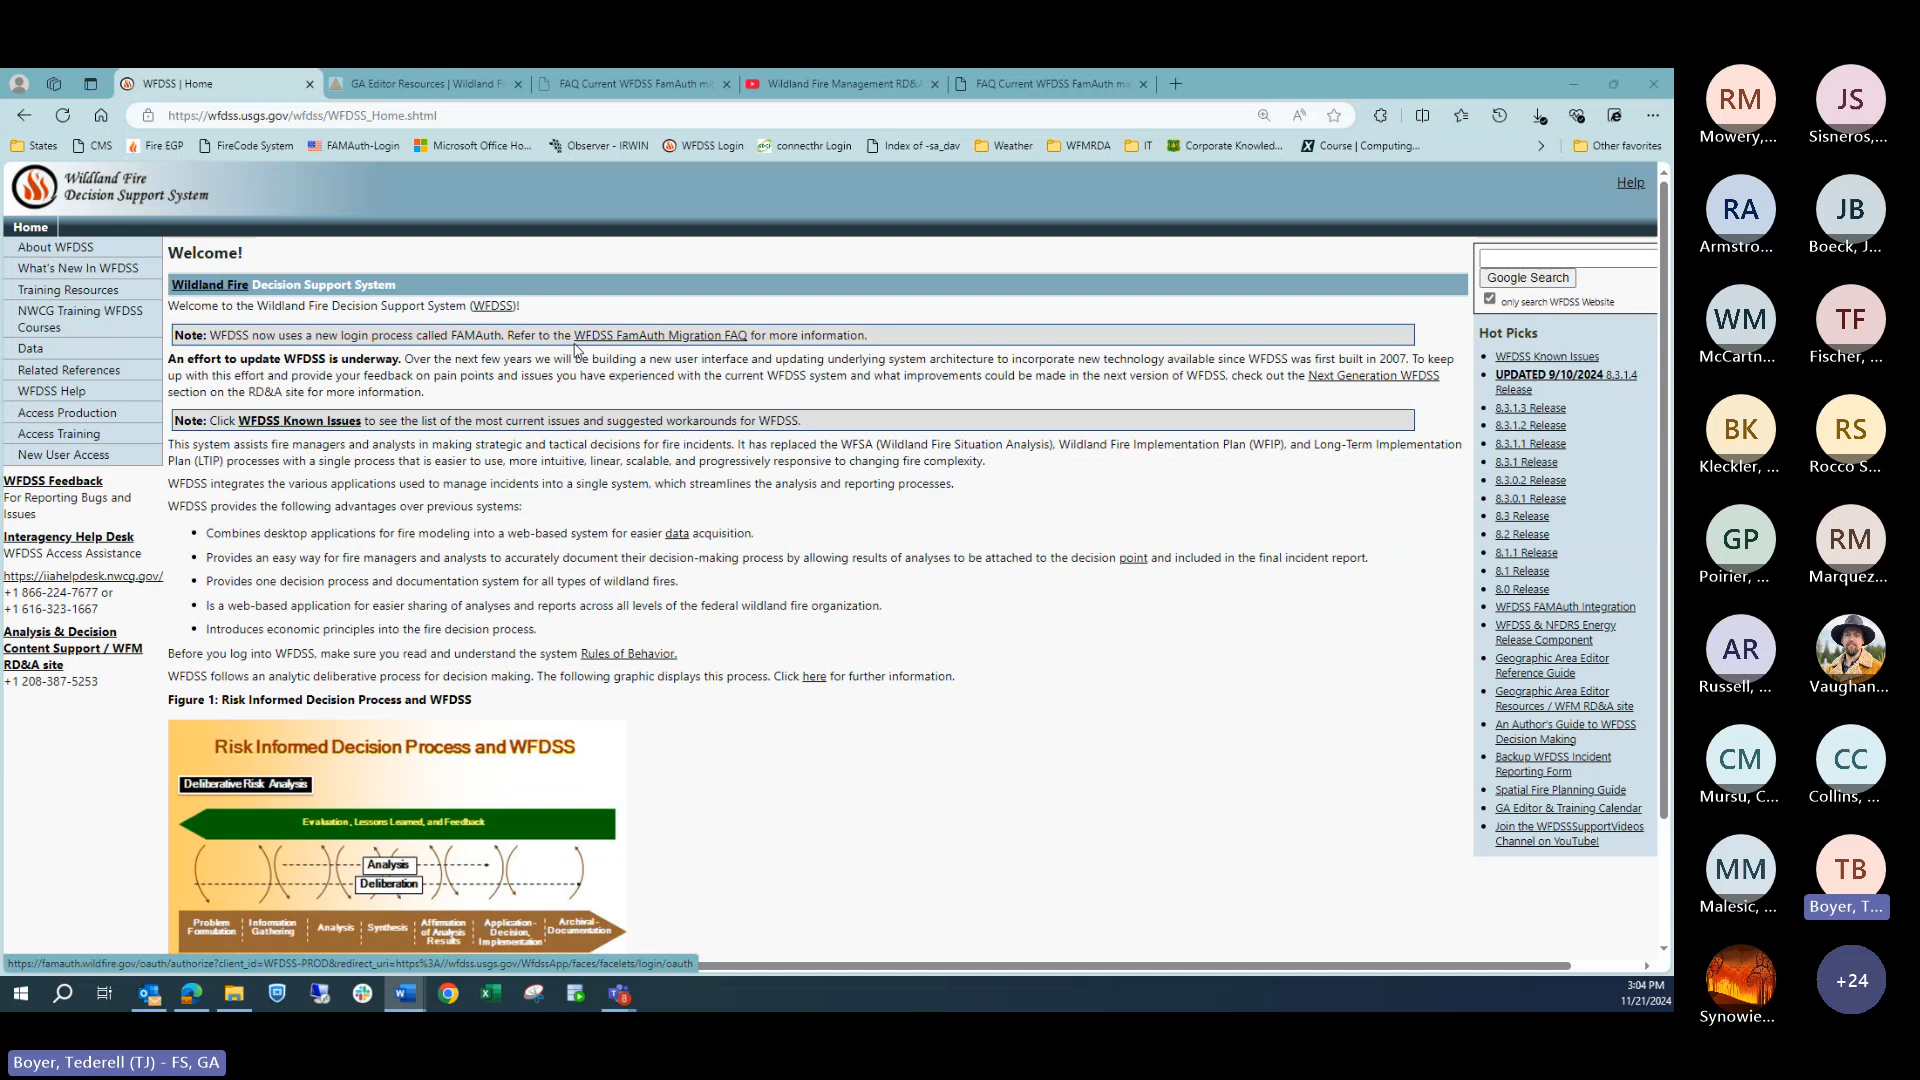 WFDSS | Home
GA Editor Resources | Wildland Fi
FAQ Current WFDSS FamAuth mi
Wildland Fire Management RD&A
FAQ Current WFDSS FamAuth mi
https://wfdss.usgs.gov/wfdss/WFDSS_Home.shtml
States
CMS
Fire EGP
FireCode System
FAMAuth-Login
Microsoft Office Ho...
Observer - IRWIN
WFDSS Login
connecthr Login
Index of -sa_dav
Weather
WFMRDA
IT
Corporate Knowled...
Course | Computing...
Other favorites
Wildland Fire
Decision Support System
Help
Home
About WFDSS
What's New In WFDSS
Training Resources
NWCG Training WFDSS
Courses
Data
Related References
WFDSS Help
Access Production
Access Training
New User Access
WFDSS Feedback
For Reporting Bugs and
Issues
Interagency Help Desk
WFDSS Access Assistance
https://iiahelpdesk.nwcg.gov/
+1 866-224-7677 or
+1 616-323-1667
Analysis & Decision
Content Support / WFM
RD&A site
+1 208-387-5253
Welcome!
Wildland Fire Decision Support System
Welcome to the Wildland Fire Decision Support System (WFDSS)!
Note: WFDSS now uses a new login process called FAMAuth. Refer to the WFDSS FamAuth Migration FAQ for more information.
An effort to update WFDSS is underway. Over the next few years we will be building a new user interface and updating underlying system architecture to incorporate new technology available since WFDSS was first built in 2007. To keep
up with this effort and provide your feedback on pain points and issues you have experienced with the current WFDSS system and what improvements could be made in the next version of WFDSS, check out the Next Generation WFDSS
section on the RD&A site for more information.
Note: Click WFDSS Known Issues to see the list of the most current issues and suggested workarounds for WFDSS.
This system assists fire managers and analysts in making strategic and tactical decisions for fire incidents. It has replaced the WFSA (Wildland Fire Situation Analysis), Wildland Fire Implementation Plan (WFIP), and Long-Term Implementation
Plan (LTIP) processes with a single process that is easier to use, more intuitive, linear, scalable, and progressively responsive to changing fire complexity.
WFDSS integrates the various applications used to manage incidents into a single system, which streamlines the analysis and reporting processes.
WFDSS provides the following advantages over previous systems:
• Combines desktop applications for fire modeling into a web-based system for easier data acquisition.
• Provides an easy way for fire managers and analysts to accurately document their decision-making process by allowing results of analyses to be attached to the decision point and included in the final incident report.
• Provides one decision process and documentation system for all types of wildland fires.
• Is a web-based application for easier sharing of analyses and reports across all levels of the federal wildland fire organization.
• Introduces economic principles into the fire decision process.
Before you log into WFDSS, make sure you read and understand the system Rules of Behavior.
WFDSS follows an analytic deliberative process for decision making. The following graphic displays this process. Click here for further information.
Figure 1: Risk Informed Decision Process and WFDSS
Risk Informed Decision Process and WFDSS
Deliberative Risk Analysis
Evaluation, Lessons Learned, and Feedback
Analysis
Deliberation
Problem Formulation
Information Gathering
Analysis
Synthesis
Affirmation of Analysis Results
Application- Decision, Implementation
Archival- Documentation
Google Search
only search WFDSS Website
Hot Picks
• WFDSS Known Issues
• UPDATED 9/10/2024 8.3.1.4
Release
• 8.3.1.3 Release
• 8.3.1.2 Release
• 8.3.1.1 Release
• 8.3.1 Release
• 8.3.0.2 Release
• 8.3.0.1 Release
• 8.3 Release
• 8.2 Release
• 8.1.1 Release
• 8.1 Release
• 8.0 Release
• WFDSS FAMAuth Integration
• WFDSS & NFDRS Energy
Release Component
• Geographic Area Editor
Reference Guide
• Geographic Area Editor
Resources / WFM RD&A site
• An Author's Guide to WFDSS
Decision Making
• Backup WFDSS Incident
Reporting Form
• Spatial Fire Planning Guide
• GA Editor & Training Calendar
• Join the WFDSSSupportVideos
Channel on YouTube!
https://famauth.wildfire.gov/oauth/authorize?client_id=WFDSS-PROD&redirect_uri=https%3A//wfdss.usgs.gov/WfdssApp/faces/facelets/login/oauth
3:04 PM
11/21/2024
RM
Mowery,...
JS
Sisneros,...
RA
Armstro...
JB
Boeck, J...
WM
McCartn...
TF
Fischer, ...
BK
Kleckler, ...
RS
Rocco S...
GP
Poirier, ...
RM
Marquez...
AR
Russell, ...
Vaughan...
CM
Mursu, C...
CC
Collins, ...
MM
Malesic, ...
TB
Boyer, T...
Synowie...
+24
Boyer, Tederell (TJ) - FS, GA